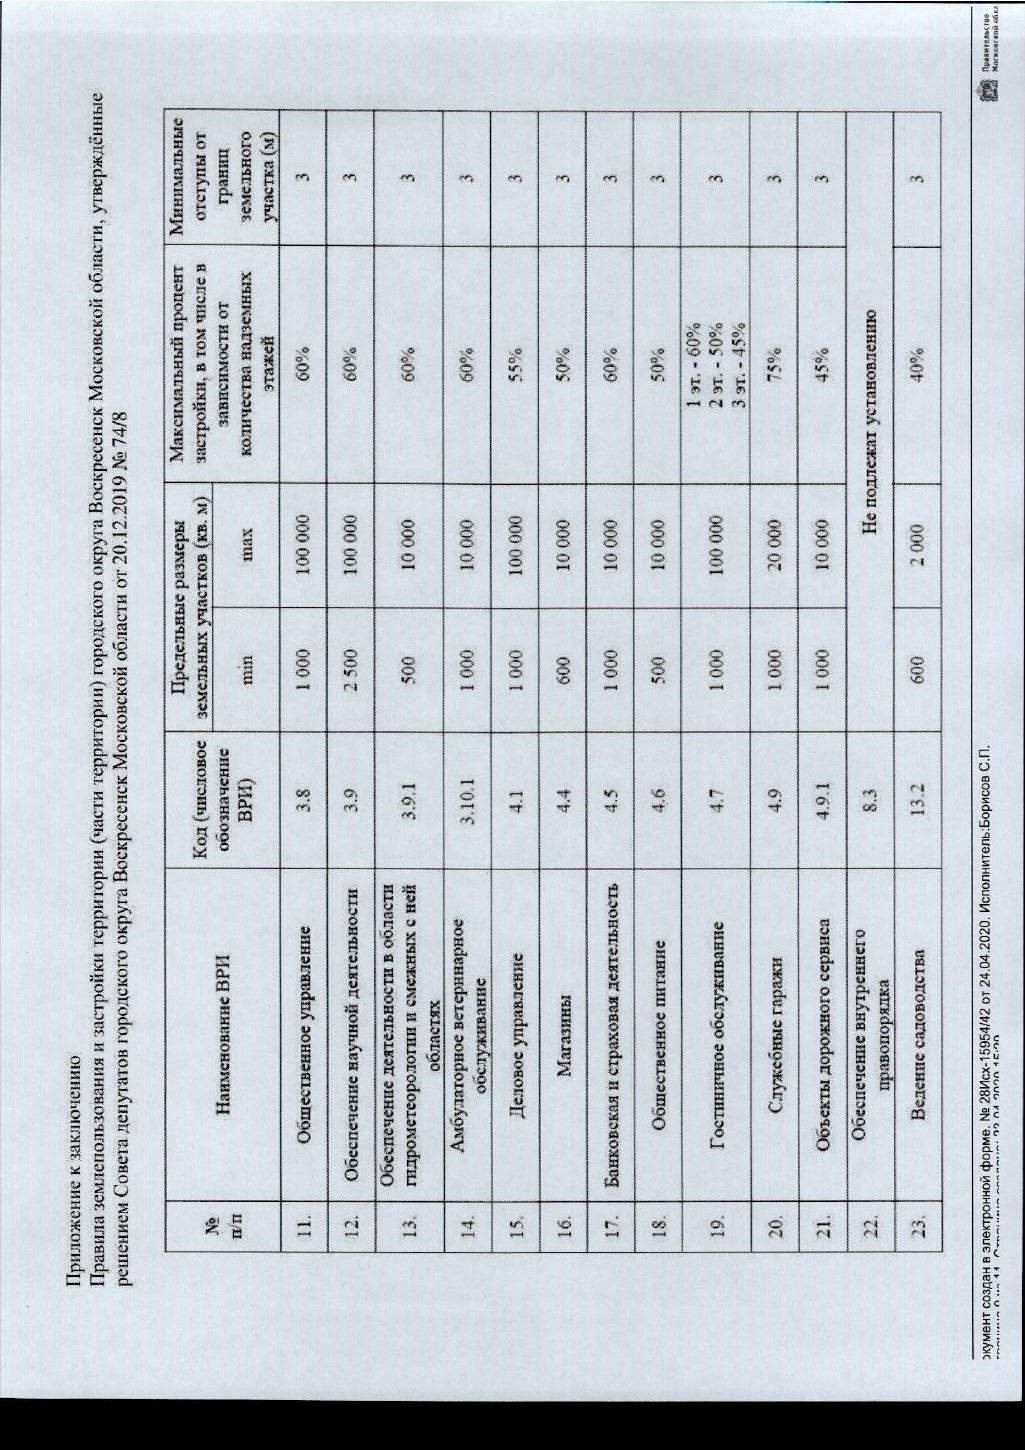 Приложение к заключению
Правила землепользования и застройки территории (части территории) городского округа Воскресенск Московской области, утверждённые
решением Совета депутатов городского округа Воскресенск Московской области от 20.12.2019 № 74/8
№ п/п
Наименование ВРИ
Код (числовое обозначение ВРИ)
Предельные размеры земельных участков (кв. м)
min
max
Максимальный процент застройки, в том числе в зависимости от количества надземных этажей
Минимальные отступы от границ земельного участка (м)
11. Общественное управление 3.8 1 000 100 000 60% 3
12. Обеспечение научной деятельности 3.9 2 500 100 000 60% 3
13. Обеспечение деятельности в области гидрометеорологии и смежных с ней областях 3.9.1 500 10 000 60% 3
14. Амбулаторное ветеринарное обслуживание 3.10.1 1 000 10 000 60% 3
15. Деловое управление 4.1 1 000 100 000 55% 3
16. Магазины 4.4 600 10 000 50% 3
17. Банковская и страховая деятельность 4.5 1 000 10 000 60% 3
18. Общественное питание 4.6 500 10 000 50% 3
19. Гостиничное обслуживание 4.7 1 000 100 000 1 эт. - 60% 2 эт. - 50% 3 эт. - 45% 3
20. Служебные гаражи 4.9 1 000 20 000 75% 3
21. Объекты дорожного сервиса 4.9.1 1 000 10 000 45% 3
22. Обеспечение внутреннего правопорядка 8.3 Не подлежат установлению
23. Ведение садоводства 13.2 600 2 000 40% 3
создан в электронной форме. № 28Исх-15954/42 от 24.04.2020. Исполнитель:Борисов С.П.
Правительство
Московской